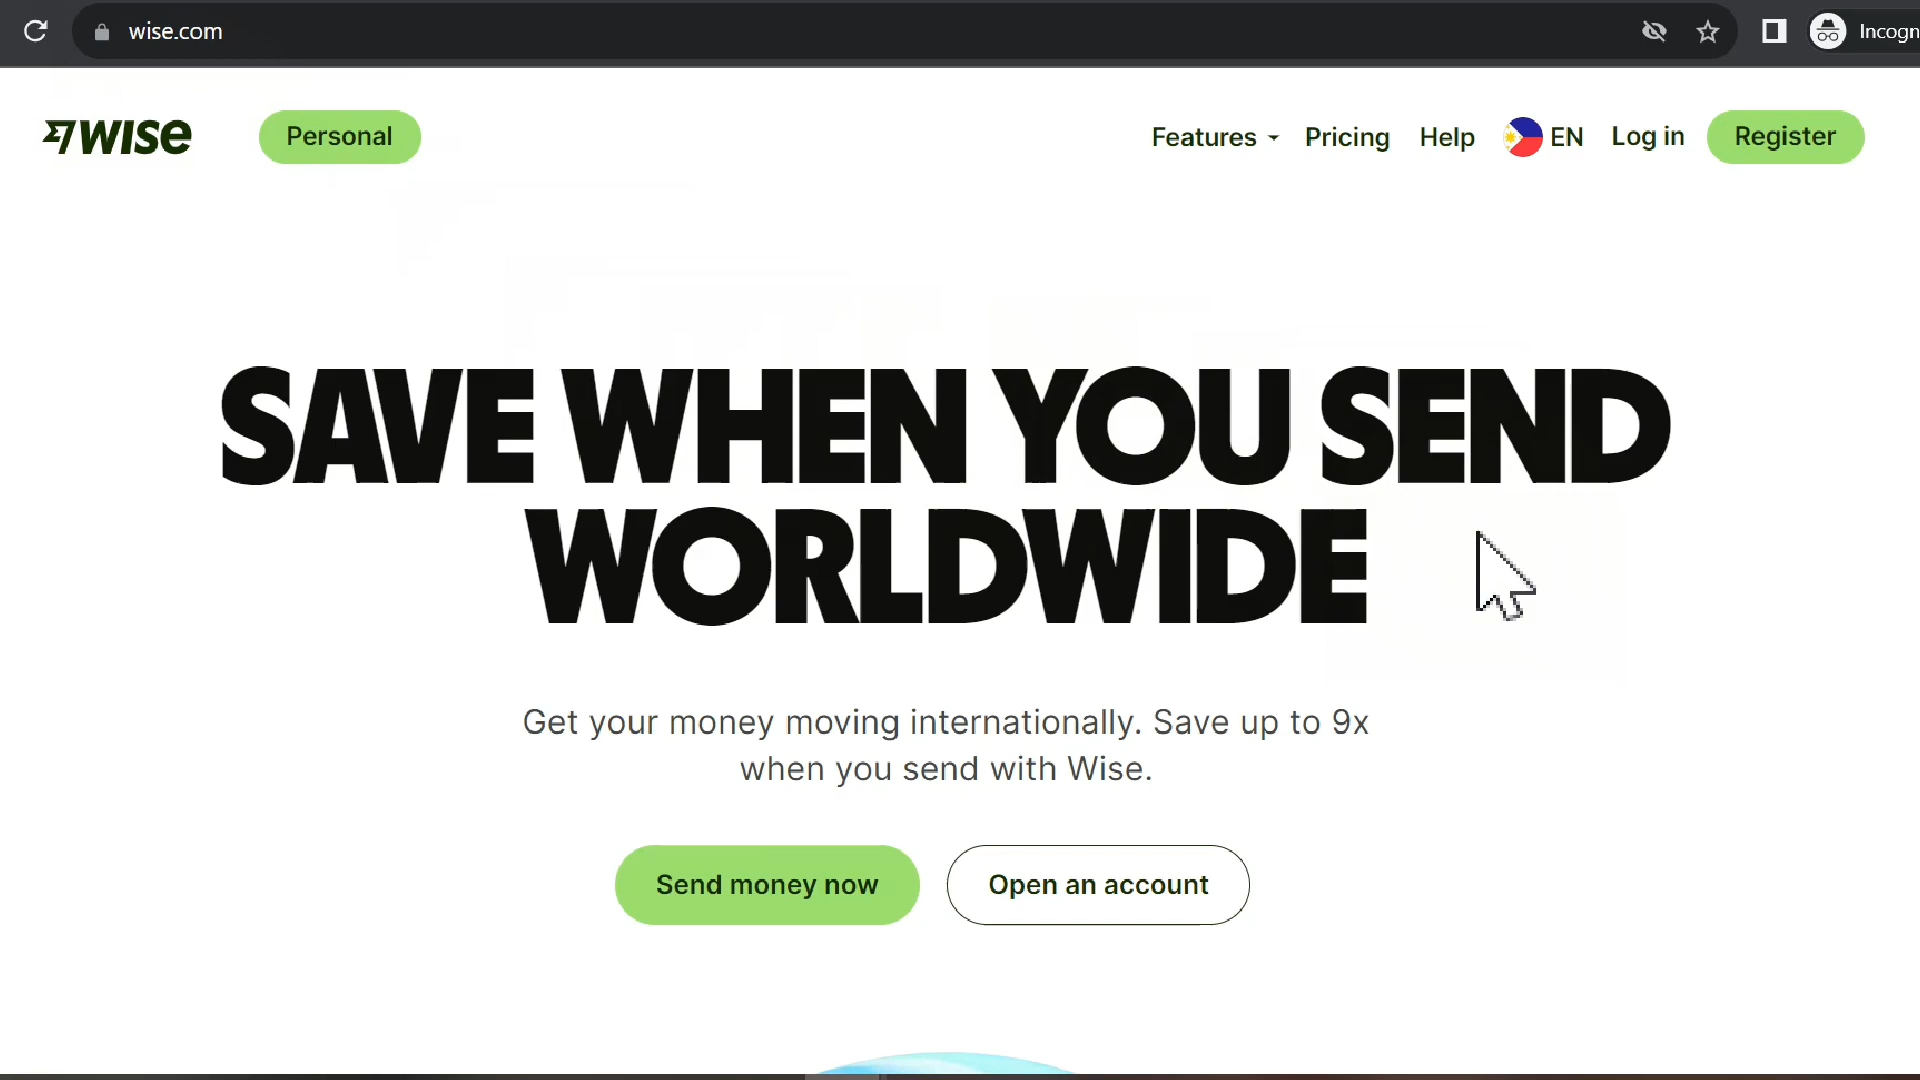 wise.com
Incogn
WISE
Personal
Features
Pricing
Help
EN
Log in
Register
SAVE WHEN YOU SEND
WORLDWIDE
Get your money moving internationally. Save up to 9x
when you send with Wise.
Send money now
Open an account